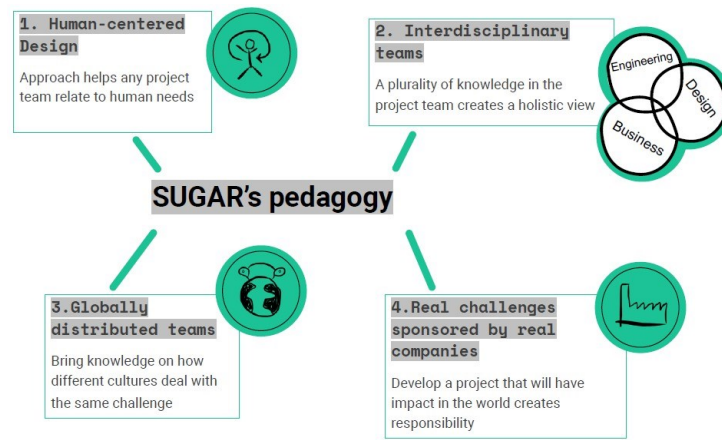 1. Human-centered
Design
Approach helps any project
team relate to human needs
2. Interdisciplinary
teams
A plurality of knowledge in the
project team creates a holistic view
Engineering
Design
Business
SUGAR's pedagogy
3.Globally
distributed teams
Bring knowledge on how
different cultures deal with
the same challenge
4.Real challenges
sponsored by real
companies
Develop a project that will have
impact in the world creates
responsibility